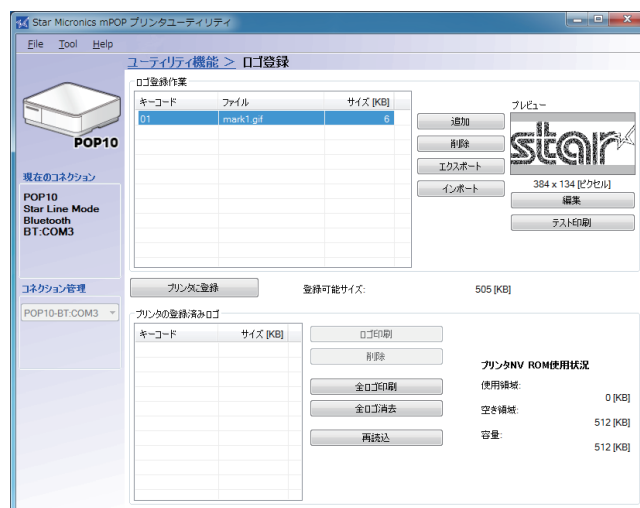 Star Micronics mPOP プリンタユーティリティ
File Tool Help
ユーティリティ機能 > ロゴ登録
POP10
現在のコネクション
POP10
Star Line Mode
Bluetooth
BT:COM3
コネクション管理
POP10-BT:COM3
ロゴ登録作業
キーコード ファイル サイズ [KB]
01 mark1.gif 6
追加
削除
エクスポート
インポート
プレビュー
star
384 x 134 [ピクセル]
編集
テスト印刷
プリンタに登録 登録可能サイズ: 505 [KB]
プリンタの登録済みロゴ
キーコード サイズ [KB]
ロゴ印刷
削除
全ロゴ印刷
全ロゴ消去
再読込
プリンタNV ROM使用状況
使用領域:
0 [KB]
空き領域:
512 [KB]
容量:
512 [KB]